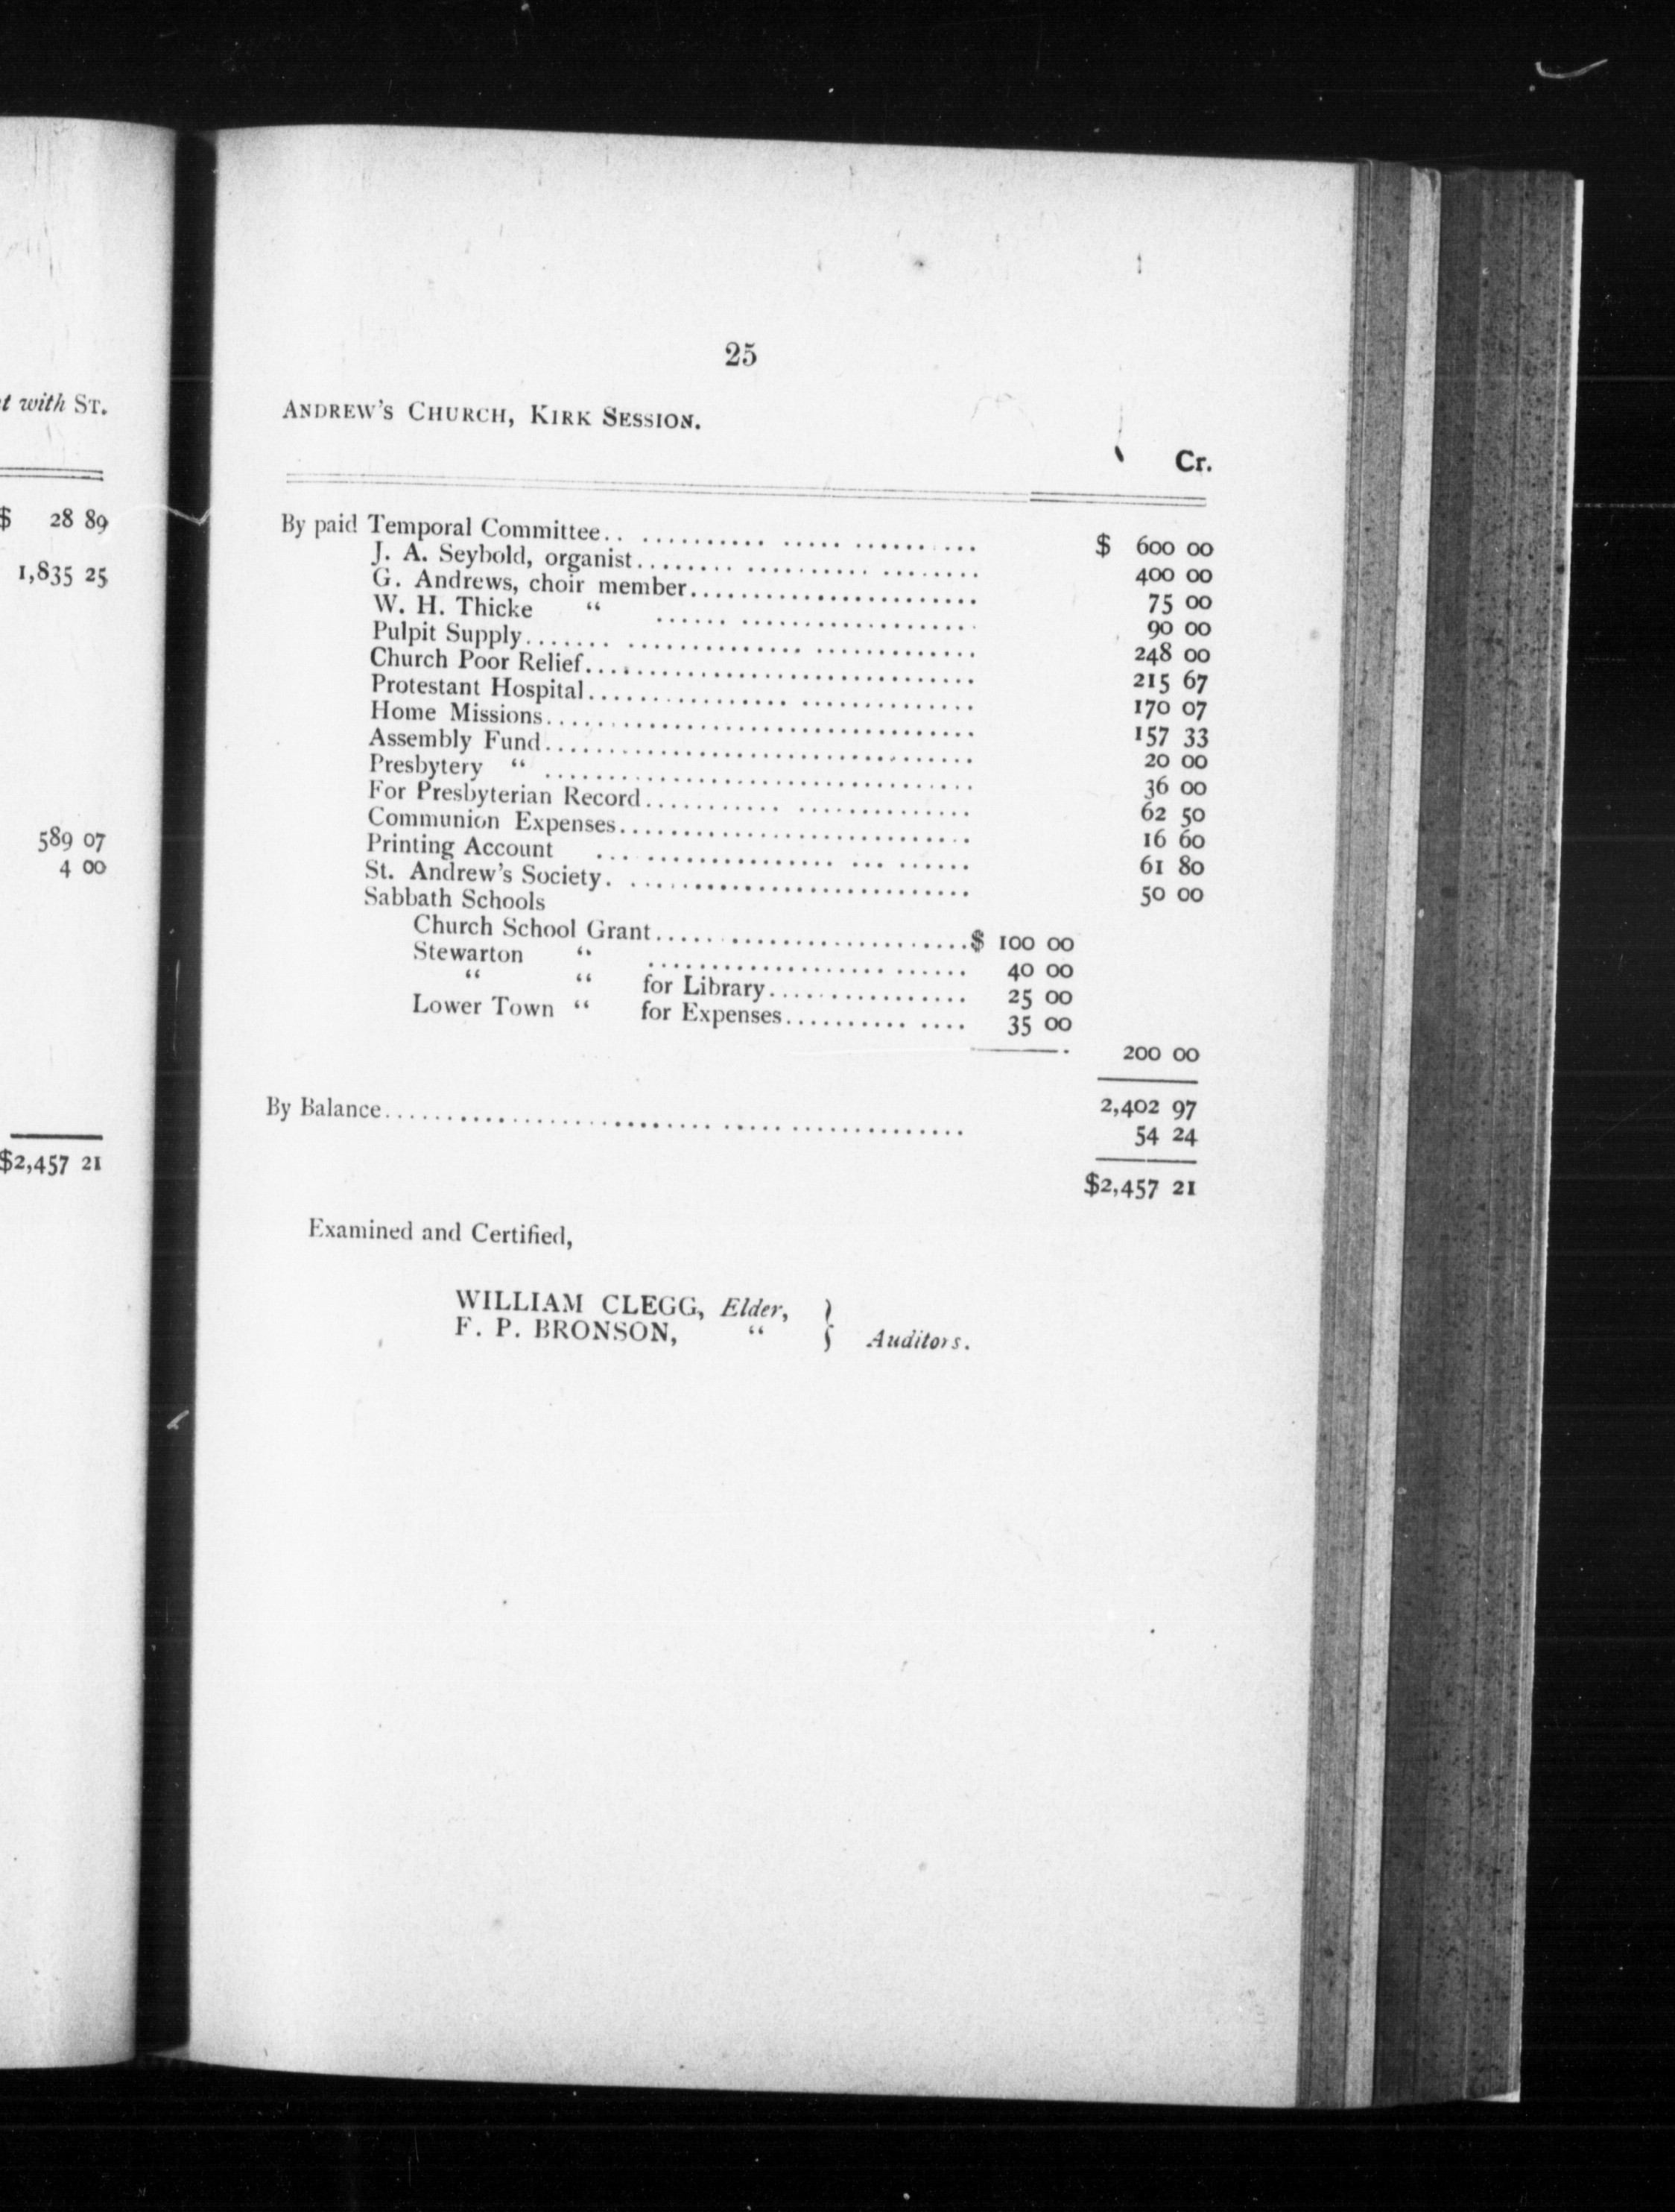 t with ST.
$ 28 89
1,835 25
589 07
4 00
$2,457 21
25
ANDREW'S CHURCH, KIRK SESSION.
Cr.
By paid Temporal Committee.. .......... ..... .......... $ 600 00
J. A. Seybold, organist........ .......... ........ 400 00
G. Andrews, choir member........................ 75 00
W. H. Thicke “ ...... ................... 90 00
Pulpit Supply....... .............. ............. 248 00
Church Poor Relief................................ 215 67
Protestant Hospital................ .............. 170 07
Home Missions.................................... 157 33
Assembly Fund.................................... 20 00
Presbytery “ .................................... 36 00
For Presbyterian Record........... .............. 62 50
Communion Expenses............................. 16 60
Printing Account ... ............... ... ...... 61 80
St. Andrew's Society. ............................ 50 00
Sabbath Schools
Church School Grant..........................$ 100 00
Stewarton “ ................... ...... 40 00
“ “ for Library................ 25 00
Lower Town “ for Expenses.......... .... 35 00
200 00
2,402 97
By Balance.......................... ..... .............. 54 24
$2,457 21
Examined and Certified,
WILLIAM CLEGG, Elder,
F. P. BRONSON, “ } Auditors.